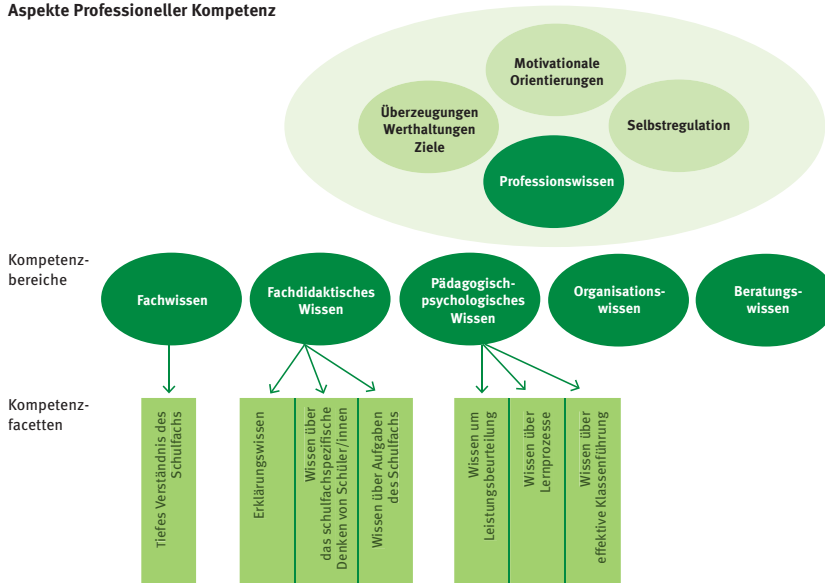 Aspekte Professioneller Kompetenz
Motivationale
Orientierungen
Überzeugungen
Werthaltungen
Ziele
Selbstregulation
Professionswissen
Kompetenz-
bereiche
Fachwissen
Fachdidaktisches
Wissen
Pädagogisch-
psychologisches
Wissen
Organisations-
wissen
Beratungs-
wissen
Kompetenz-
facetten
Tiefes Verständnis des
Schulfachs
Erklärungswissen
Wissen über
das schulfachspezifische
Denken von Schüler/innen
Wissen über Aufgaben
des Schulfachs
Wissen um
Leistungsbeurteilung
Wissen über
Lernprozesse
Wissen über
effektive Klassenführung